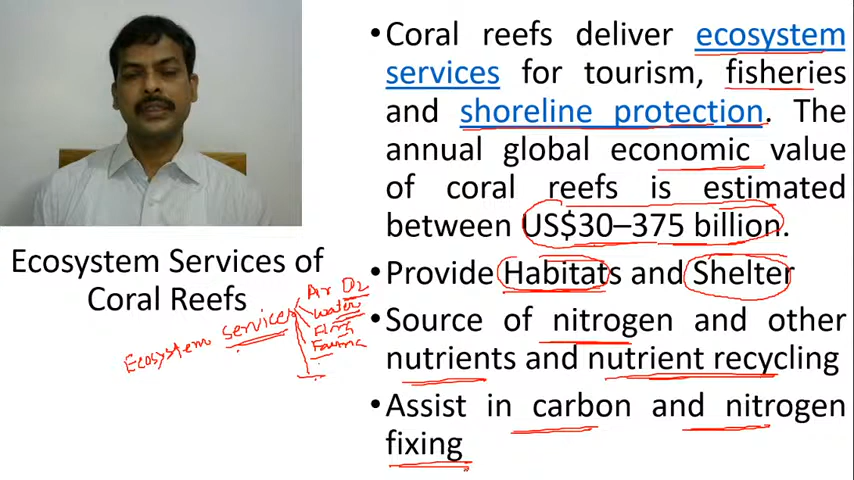 • Coral reefs deliver ecosystem
services for tourism, fisheries
and shoreline protection. The
annual global economic value
of coral reefs is estimated
between US$30–375 billion.
• Provide Habitats and Shelter
• Source of nitrogen and other
nutrients and nutrient recycling
• Assist in carbon and nitrogen
fixing
Ecosystem Services of
Coral Reefs
Ecosystem services
Air O2
water
Flora
Fauna